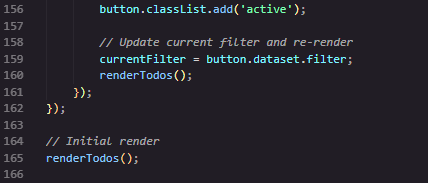 156 button.classList.add('active');
157
158 // Update current filter and re-render
159 currentFilter = button.dataset.filter;
160 renderTodos();
161 });
162 });
163
164 // Initial render
165 renderTodos();
166